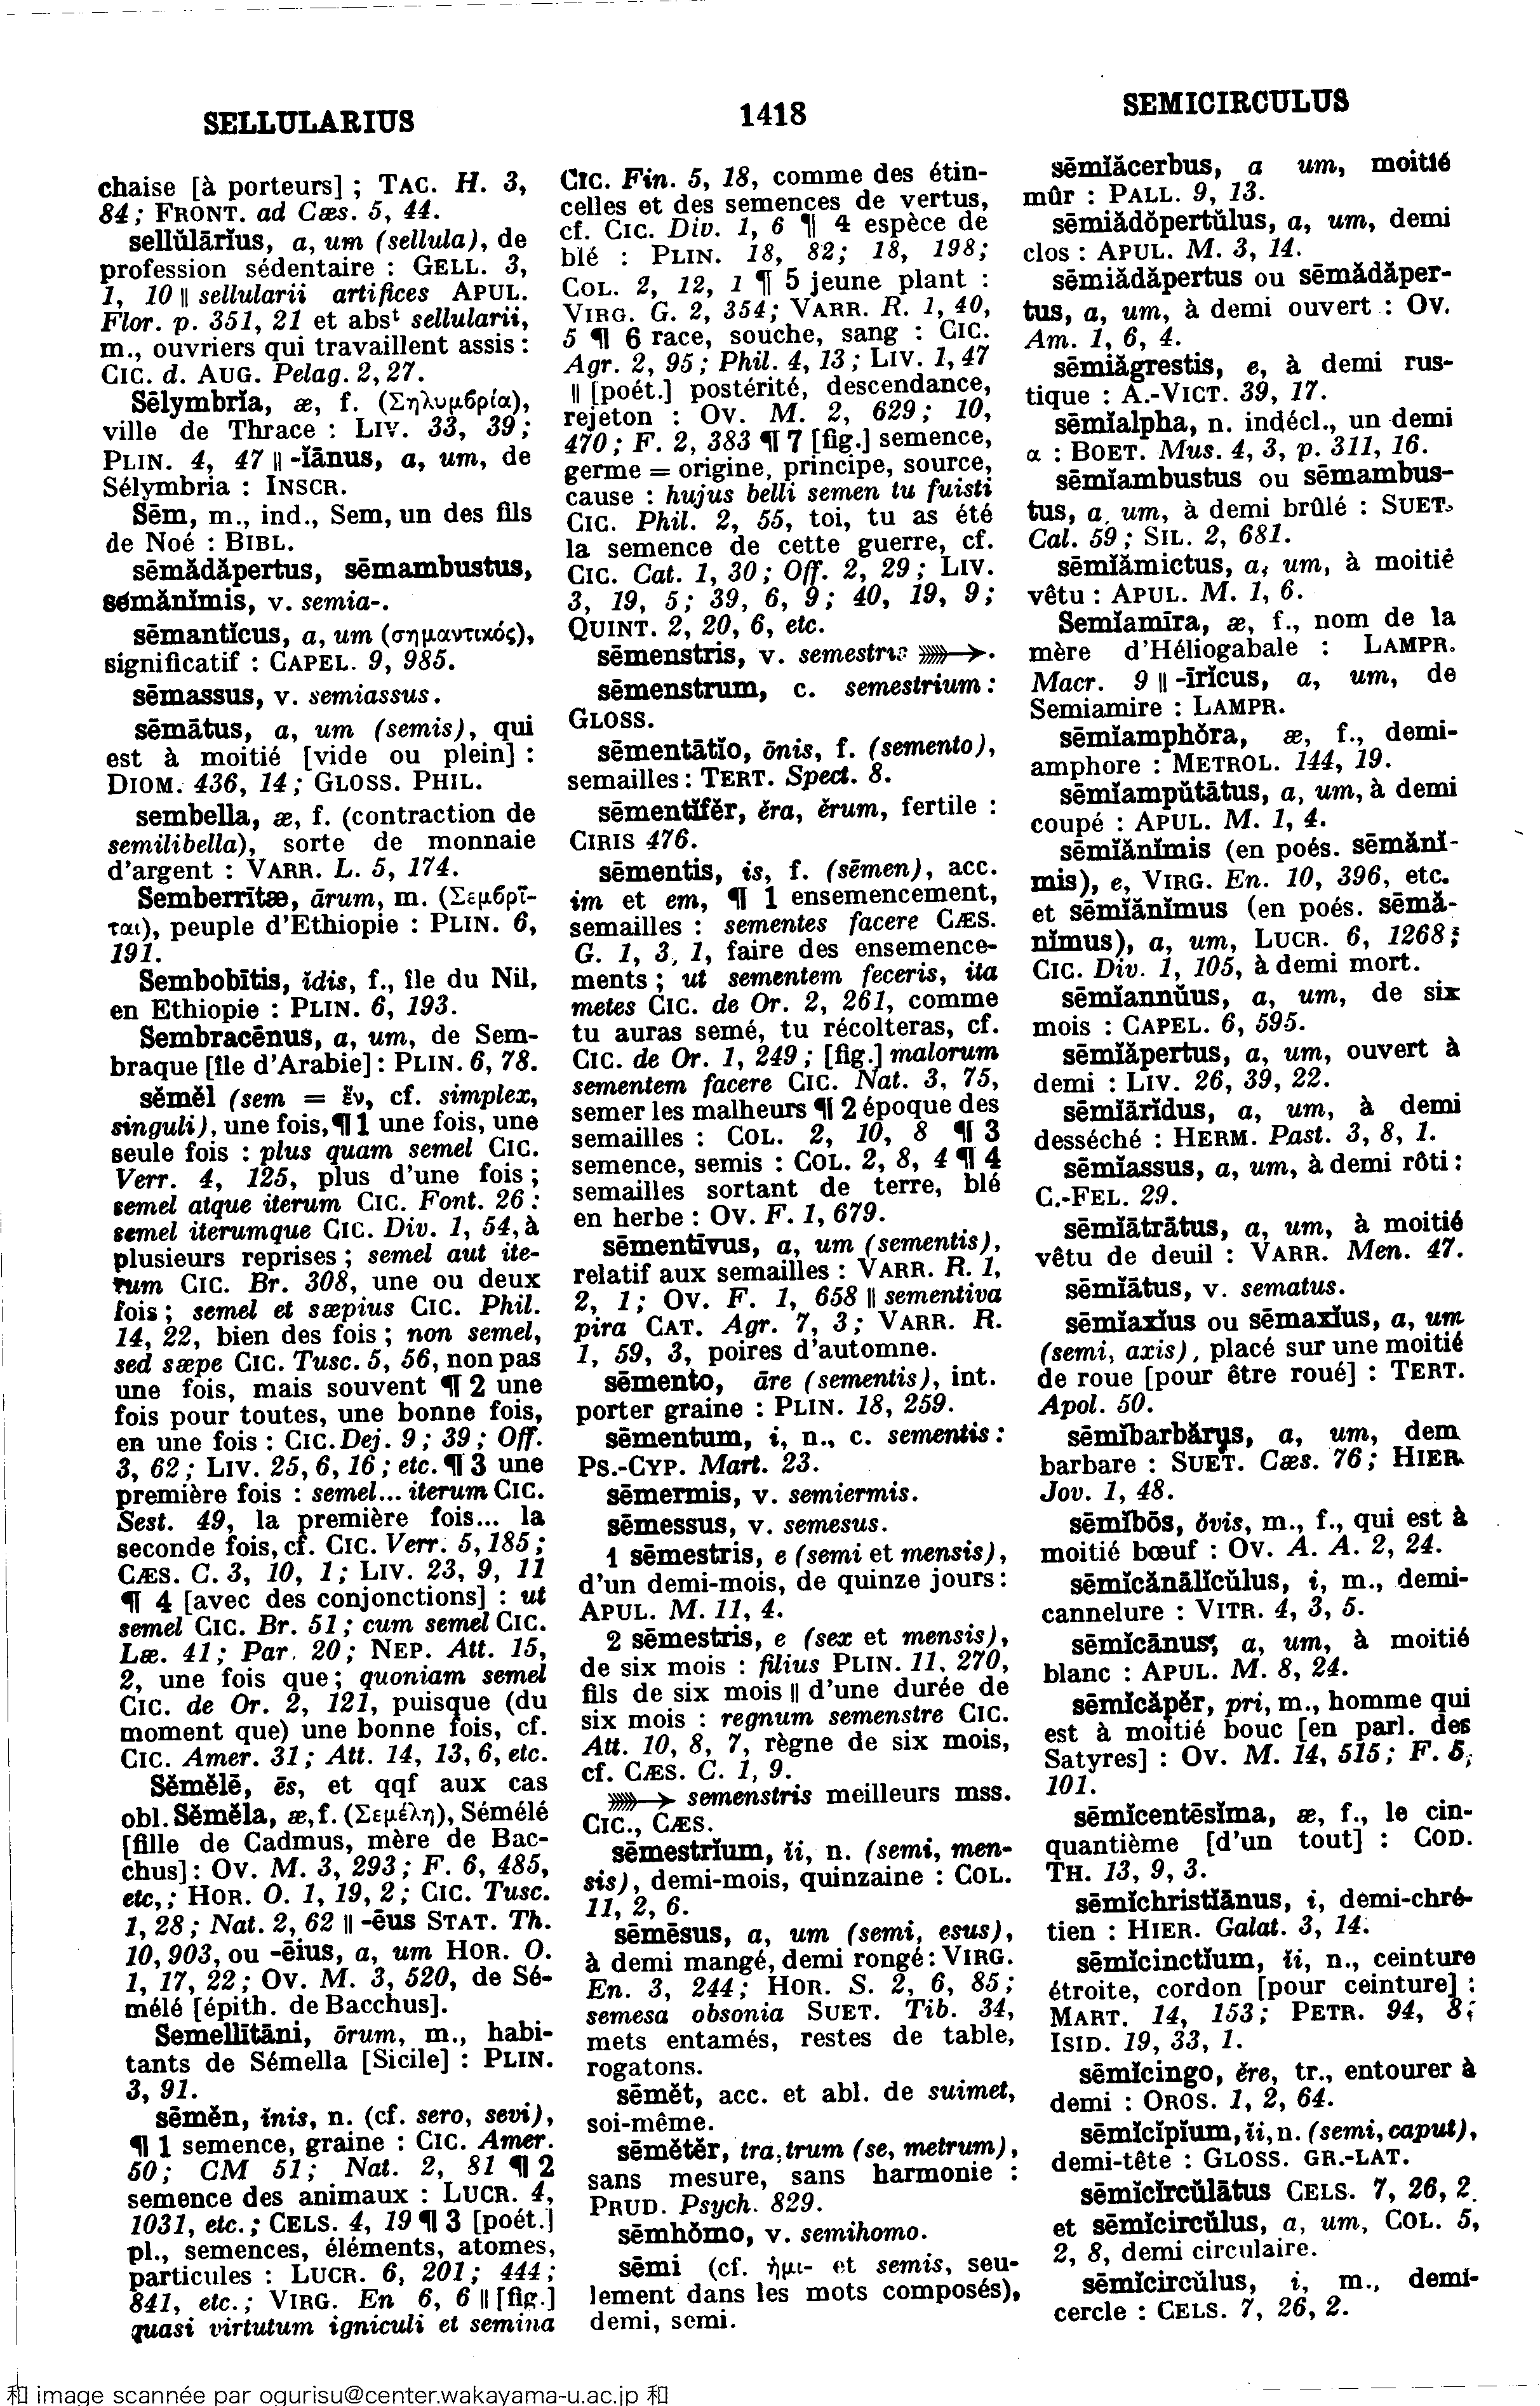 SELLULARIUS
1418
SEMICIRCULUS
chaise [à porteurs] ; TAC. H. 3,
84 ; FRONT. ad Cæs. 5, 44.
sellŭlārĭus, a, um (sellula), de
profession sédentaire : GELL. 3,
1, 10 || sellularii artifices APUL.
Flor. p. 351, 21 et absᵗ sellularii,
m., ouvriers qui travaillent assis :
CIC. d. AUG. Pelag. 2, 27.
Sēlymbrĭa, æ, f. (Σηλυμϐρία),
ville de Thrace : LIV. 33, 39 ;
PLIN. 4, 47 || -ĭānus, a, um, de
Sélymbria : INSCR.
Sēm, m., ind., Sem, un des fils
de Noé : BIBL.
sēmădăpertus, sēmambustus,
sēmănĭmis, v. semia-.
sēmantĭcus, a, um (σημαντικός),
significatif : CAPEL. 9, 985.
sēmassus, v. semiassus.
sēmātus, a, um (semis), qui
est à moitié [vide ou plein] :
DIOM. 436, 14 ; GLOSS. PHIL.
sembella, æ, f. (contraction de
semilibella), sorte de monnaie
d'argent : VARR. L. 5, 174.
Semberrītæ, ārum, m. (Σεμϐρῖ-
ται), peuple d'Ethiopie : PLIN. 6,
191.
Sembobītis, ĭdis, f., île du Nil,
en Ethiopie : PLIN. 6, 193.
Sembracēnus, a, um, de Sem-
braque [île d'Arabie] : PLIN. 6, 78.
sĕmĕl (sem = ἕν, cf. simplex,
singuli), une fois, ¶ 1 une fois, une
seule fois : plus quam semel CIC.
Verr. 4, 125, plus d'une fois ;
semel atque iterum CIC. Font. 26 :
semel iterumque CIC. Div. 1, 54, à
plusieurs reprises ; semel aut ite-
rum CIC. Br. 308, une ou deux
fois ; semel et sæpius CIC. Phil.
14, 22, bien des fois ; non semel,
sed sæpe CIC. Tusc. 5, 56, non pas
une fois, mais souvent ¶ 2 une
fois pour toutes, une bonne fois,
en une fois : CIC. Dej. 9 ; 39 ; Off.
3, 62 ; LIV. 25, 6, 16 ; etc. ¶ 3 une
première fois : semel... iterum CIC.
Sest. 49, la première fois... la
seconde fois, cf. CIC. Verr. 5, 185 ;
CÆS. C. 3, 10, 1 ; LIV. 23, 9, 11
¶ 4 [avec des conjonctions] : ut
semel CIC. Br. 51 ; cum semel CIC.
Læ. 41 ; Par. 20 ; NEP. Att. 15,
2, une fois que ; quoniam semel
CIC. de Or. 2, 121, puisque (du
moment que) une bonne fois, cf.
CIC. Amer. 31 ; Att. 14, 13, 6, etc.
Sĕmĕlē, ēs, et qqf aux cas
obl. Sĕmĕla, æ, f. (Σεμέλη), Sémélé
[fille de Cadmus, mère de Bac-
chus] : OV. M. 3, 293 ; F. 6, 485,
etc, ; HOR. O. 1, 19, 2 ; CIC. Tusc.
1, 28 ; Nat. 2, 62 || -ēus STAT. Th.
10, 903, ou -ēius, a, um HOR. O.
1, 17, 22 ; OV. M. 3, 520, de Sé-
mélé [épith. de Bacchus].
Semellĭtāni, ōrum, m., habi-
tants de Sémella [Sicile] : PLIN.
3, 91.
sēmĕn, ĭnis, n. (cf. sero, sevi),
¶ 1 semence, graine : CIC. Amer.
50 ; CM 51 ; Nat. 2, 81 ¶ 2
semence des animaux : LUCR. 4,
1031, etc. ; CELS. 4, 19 ¶ 3 [poét.]
pl., semences, éléments, atomes,
particules : LUCR. 6, 201 ; 444 ;
841, etc. ; VIRG. En 6, 6 || [fig.]
quasi virtutum igniculi et semina
CIC. Fin. 5, 18, comme des étin-
celles et des semences de vertus,
cf. CIC. Div. 1, 6 ¶ 4 espèce de
blé : PLIN. 18, 82 ; 18, 198 ;
COL. 2, 12, 1 ¶ 5 jeune plant :
VIRG. G. 2, 354 ; VARR. R. 1, 40,
5 ¶ 6 race, souche, sang : CIC.
Agr. 2, 95 ; Phil. 4, 13 ; LIV. 1, 47
|| [poét.] postérité, descendance,
rejeton : OV. M. 2, 629 ; 10,
470 ; F. 2, 383 ¶ 7 [fig.] semence,
germe = origine, principe, source,
cause : hujus belli semen tu fuisti
CIC. Phil. 2, 55, toi, tu as été
la semence de cette guerre, cf.
CIC. Cat. 1, 30 ; Off. 2, 29 ; LIV.
3, 19, 5 ; 39, 6, 9 ; 40, 19, 9 ;
QUINT. 2, 20, 6, etc.
sēmenstris, v. semestris ➳.
sēmenstrum, c. semestrium :
GLOSS.
sēmentātĭo, ōnis, f. (semento),
semailles : TERT. Spect. 8.
sēmentĭfĕr, ĕra, ĕrum, fertile :
CIRIS 476.
sēmentis, is, f. (sēmen), acc.
im et em, ¶ 1 ensemencement,
semailles : sementes facere CÆS.
G. 1, 3, 1, faire des ensemence-
ments ; ut sementem feceris, ita
metes CIC. de Or. 2, 261, comme
tu auras semé, tu récolteras, cf.
CIC. de Or. 1, 249 ; [fig.] malorum
sementem facere CIC. Nat. 3, 75,
semer les malheurs ¶ 2 époque des
semailles : COL. 2, 10, 8 ¶ 3
semence, semis : COL. 2, 8, 4 ¶ 4
semailles sortant de terre, blé
en herbe : OV. F. 1, 679.
sēmentīvus, a, um (sementis),
relatif aux semailles : VARR. R. 1,
2, 1 ; OV. F. 1, 658 || sementiva
pira CAT. Agr. 7, 3 ; VARR. R.
1, 59, 3, poires d'automne.
sēmento, āre (sementis), int.
porter graine : PLIN. 18, 259.
sēmentum, i, n., c. sementis :
PS.-CYP. Mart. 23.
sēmermis, v. semiermis.
sēmessus, v. semesus.
1 sēmestris, e (semi et mensis),
d'un demi-mois, de quinze jours :
APUL. M. 11, 4.
2 sēmestris, e (sex et mensis),
de six mois : filius PLIN. 11, 270,
fils de six mois || d'une durée de
six mois : regnum semenstre CIC.
Att. 10, 8, 7, règne de six mois,
cf. CÆS. C. 1, 9.
➳ semenstris meilleurs mss.
CIC., CÆS.
sēmestrĭum, ĭi, n. (semi, men-
sis), demi-mois, quinzaine : COL.
11, 2, 6.
sēmēsus, a, um (semi, esus),
à demi mangé, demi rongé : VIRG.
En. 3, 244 ; HOR. S. 2, 6, 85 ;
semesa obsonia SUET. Tib. 34,
mets entamés, restes de table,
rogatons.
sēmĕt, acc. et abl. de suimet,
soi-même.
sēmĕtĕr, tra, trum (se, metrum),
sans mesure, sans harmonie :
PRUD. Psych. 829.
sēmhŏmo, v. semihomo.
sēmi (cf. ἡμι- et semis, seu-
lement dans les mots composés),
demi, semi.
sēmĭăcerbus, a um, moitié
mûr : PALL. 9, 13.
sēmiădŏpertŭlus, a, um, demi
clos : APUL. M. 3, 14.
sēmiădăpertus ou sēmădăper-
tus, a, um, à demi ouvert : OV.
Am. 1, 6, 4.
sēmiăgrestis, e, à demi rus-
tique : A.-VICT. 39, 17.
sēmĭalpha, n. indécl., un demi
α : BOET. Mus. 4, 3, p. 311, 16.
sēmĭambustus ou sēmambus-
tus, a, um, à demi brûlé : SUET.
Cal. 59 ; SIL. 2, 681.
sēmĭămictus, a, um, à moitié
vêtu : APUL. M. 1, 6.
Semĭamīra, æ, f., nom de la
mère d'Héliogabale : LAMPR.
Macr. 9 || -īrĭcus, a, um, de
Semiamire : LAMPR.
sēmĭamphŏra, æ, f., demi-
amphore : METROL. 144, 19.
sēmĭampŭtātus, a, um, à demi
coupé : APUL. M. 1, 4.
sēmĭănĭmis (en poés. sēmănĭ-
mis), e, VIRG. En. 10, 396, etc.
et sēmĭănĭmus (en poés. sēmă-
nĭmus), a, um, LUCR. 6, 1268 ;
CIC. Div. 1, 105, à demi mort.
sēmĭannŭus, a, um, de six
mois : CAPEL. 6, 595.
sēmĭăpertus, a, um, ouvert à
demi : LIV. 26, 39, 22.
sēmĭārĭdus, a, um, à demi
desséché : HERM. Past. 3, 8, 1.
sēmĭassus, a, um, à demi rôti :
C.-FEL. 29.
sēmĭātrātus, a, um, à moitié
vêtu de deuil : VARR. Men. 47.
sēmĭātus, v. sematus.
sēmĭaxĭus ou sēmaxĭus, a, um
(semi, axis), placé sur une moitié
de roue [pour être roué] : TERT.
Apol. 50.
sēmĭbarbărus, a, um, dem
barbare : SUET. Cæs. 76 ; HIER.
Jov. 1, 48.
sēmĭbōs, ŏvis, m., f., qui est à
moitié bœuf : OV. A. A. 2, 24.
sēmĭcănālĭcŭlus, i, m., demi-
cannelure : VITR. 4, 3, 5.
sēmĭcānus, a, um, à moitié
blanc : APUL. M. 8, 24.
sēmĭcăpĕr, pri, m., homme qui
est à moitié bouc [en parl. des
Satyres] : OV. M. 14, 515 ; F. 5,
101.
sēmĭcentēsĭma, æ, f., le cin-
quantième [d'un tout] : COD.
TH. 13, 9, 3.
sēmĭchristĭānus, i, demi-chré-
tien : HIER. Galat. 3, 14.
sēmĭcinctĭum, ĭi, n., ceinture
étroite, cordon [pour ceinture] :
MART. 14, 153 ; PETR. 94, 8 ;
ISID. 19, 33, 1.
sēmĭcingo, ĕre, tr., entourer à
demi : OROS. 1, 2, 64.
sēmĭcĭpĭum, ĭi, n. (semi, caput),
demi-tête : GLOSS. GR.-LAT.
sēmĭcĭrcŭlātus CELS. 7, 26, 2.
et sēmĭcircŭlus, a, um, COL. 5,
2, 8, demi circulaire.
sēmĭcircŭlus, i, m., demi-
cercle : CELS. 7, 26, 2.
和 image scannée par ogurisu@center.wakayama-u.ac.jp 和